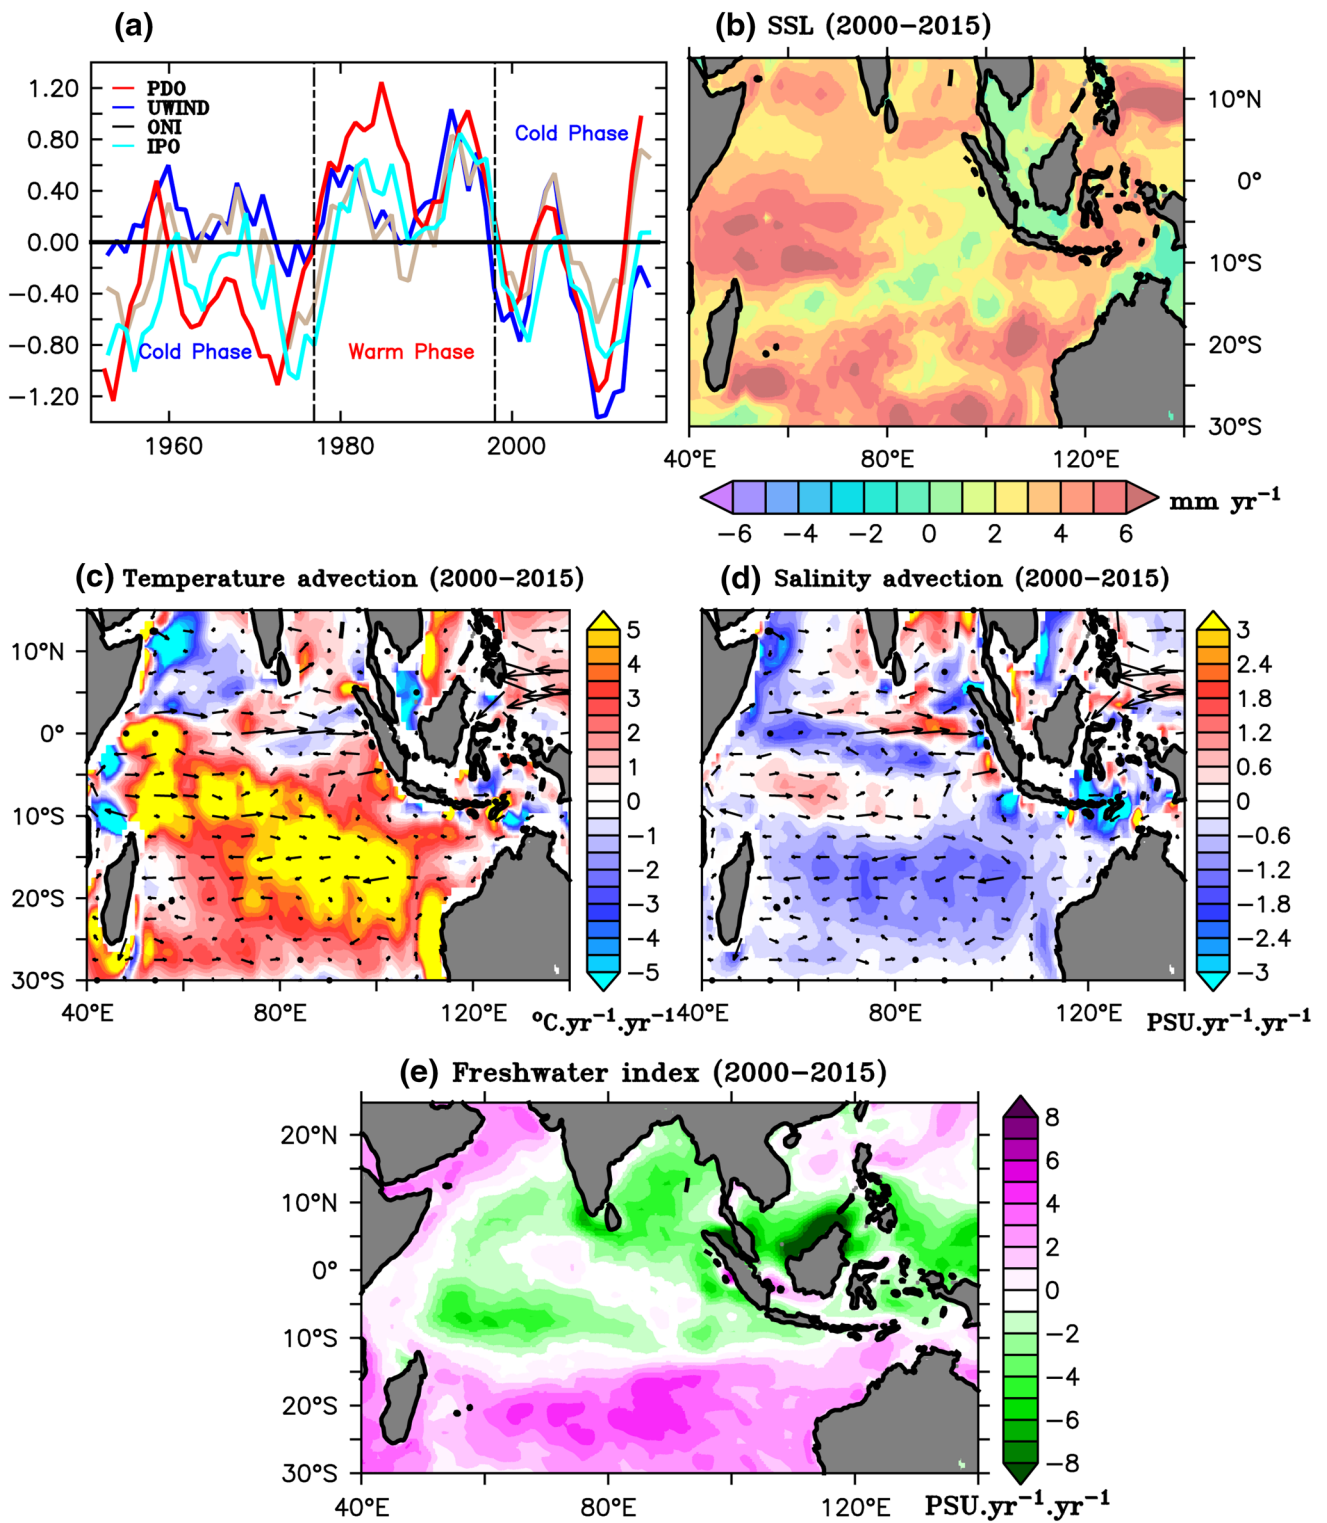 (a)
1.20
0.80
0.40
0.00
−0.40
−0.80
−1.20
PDO
UWIND
ONI
IPO
Cold Phase
Cold Phase
Warm Phase
1960
1980
2000
(b) SSL (2000−2015)
10°N
0°
10°S
20°S
30°S
40°E
80°E
120°E
−6
−4
−2
0
2
4
6
mm yr⁻¹
(c) Temperature advection (2000−2015)
10°N
0°
10°S
20°S
30°S
40°E
80°E
120°E
5
4
3
2
1
0
−1
−2
−3
−4
−5
°C.yr⁻¹.yr⁻¹
(d) Salinity advection (2000−2015)
40°E
80°E
120°E
3
2.4
1.8
1.2
0.6
0
−0.6
−1.2
−1.8
−2.4
−3
PSU.yr⁻¹.yr⁻¹
(e) Freshwater index (2000−2015)
20°N
10°N
0°
10°S
20°S
30°S
40°E
80°E
120°E
8
6
4
2
0
−2
−4
−6
−8
PSU.yr⁻¹.yr⁻¹